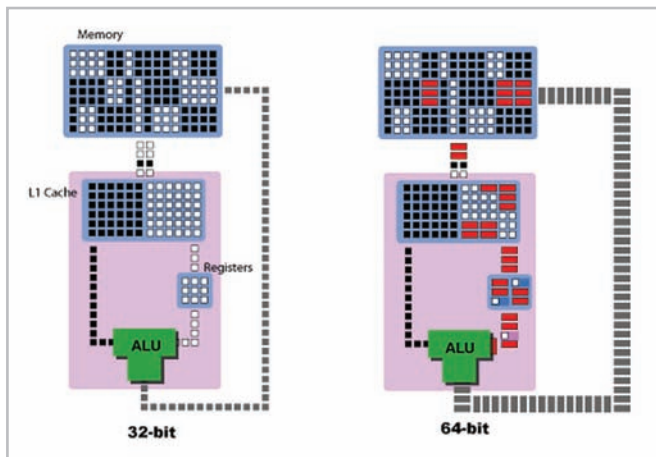 Memory
L1 Cache
Registers
ALU
32-bit
ALU
64-bit